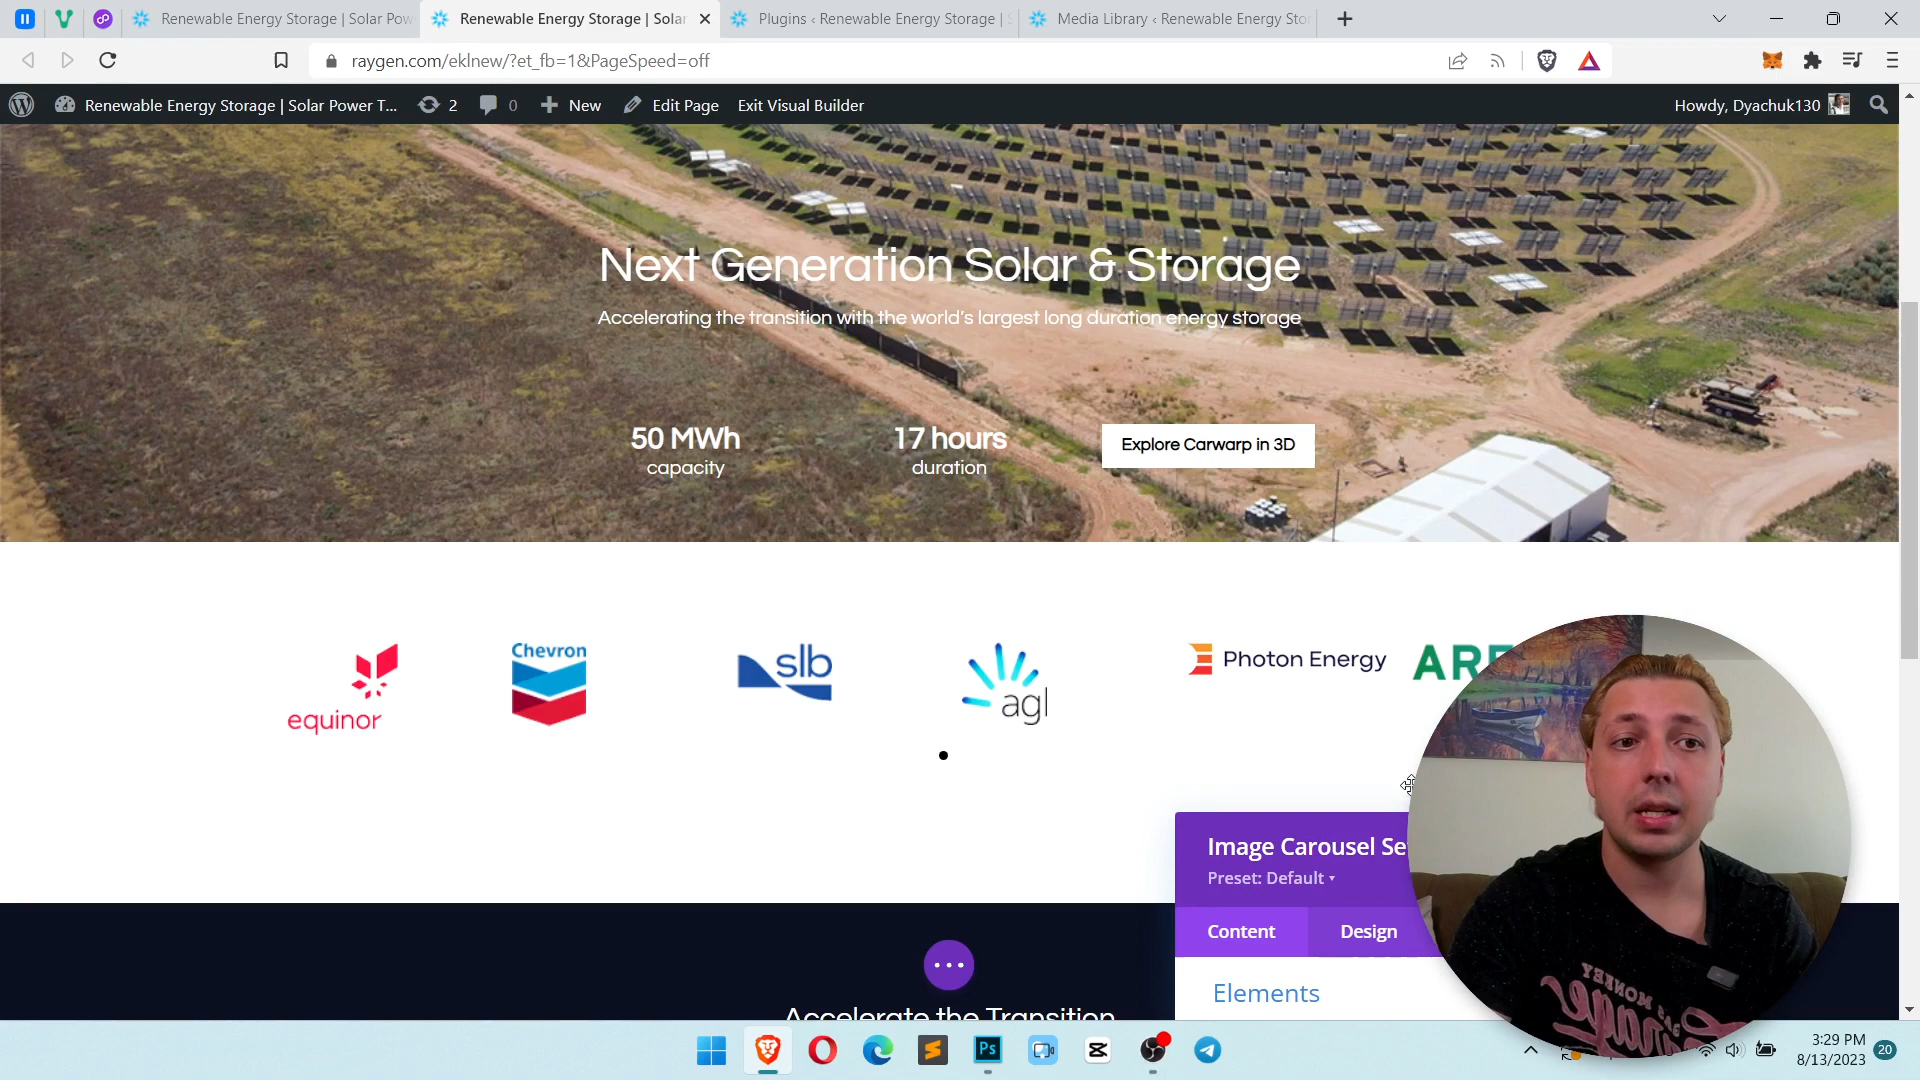 Renewable Energy Storage | Solar Pow
Renewable Energy Storage | Solar
Plugins ‹ Renewable Energy Storage | S
Media Library ‹ Renewable Energy Stor
raygen.com/eklnew/?et_fb=1&PageSpeed=off
Renewable Energy Storage | Solar Power T...
2
0
New
Edit Page
Exit Visual Builder
Howdy, Dyachuk130
Next Generation Solar & Storage
Accelerating the transition with the world's largest long duration energy storage
50 MWh
capacity
17 hours
duration
Explore Carwarp in 3D
equinor
Chevron
slb
agl
Photon Energy
ARE
Image Carousel Se
Preset: Default
Content
Design
Elements
Accelerate the Transition
Ps
3:29 PM
8/13/2023
20